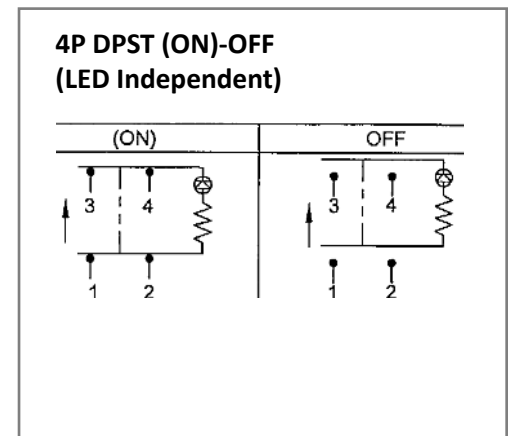 4P DPST (ON)-OFF
(LED Independent)
(ON) OFF
3 4 3 4
1 2 1 2